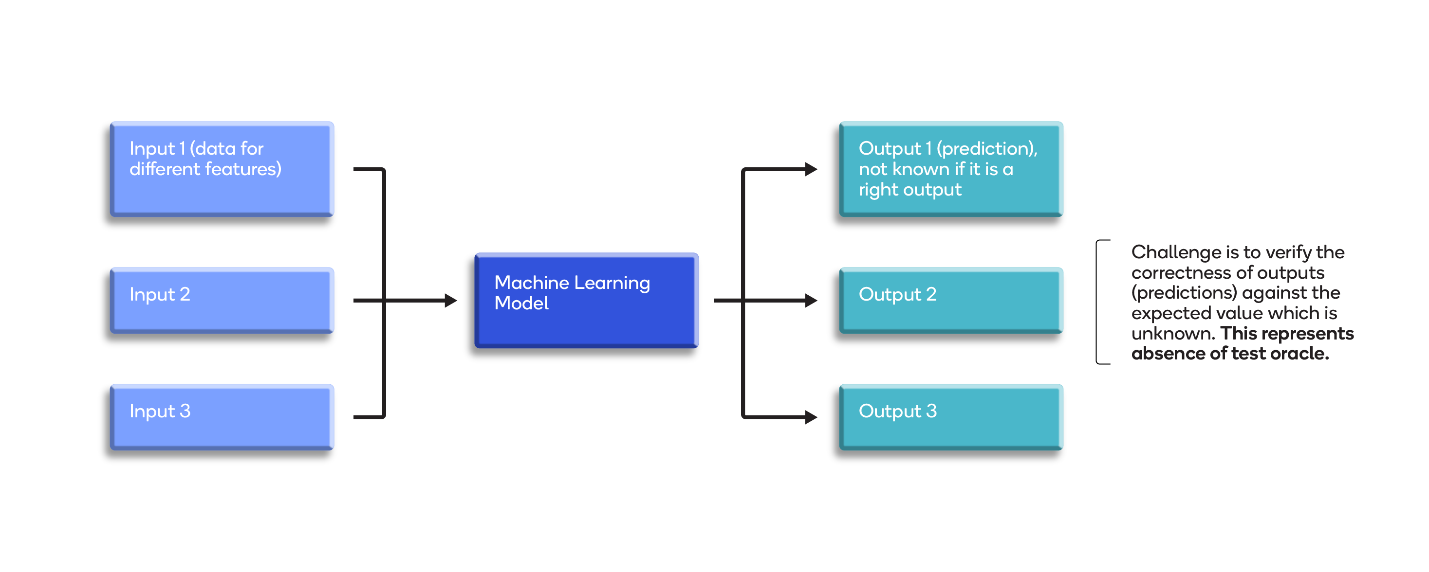 Input 1 (data for
different features)
Input 2
Input 3
Machine Learning
Model
Output 1 (prediction),
not known if it is a
right output
Output 2
Output 3
Challenge is to verify the
correctness of outputs
(predictions) against the
expected value which is
unknown. This represents
absence of test oracle.